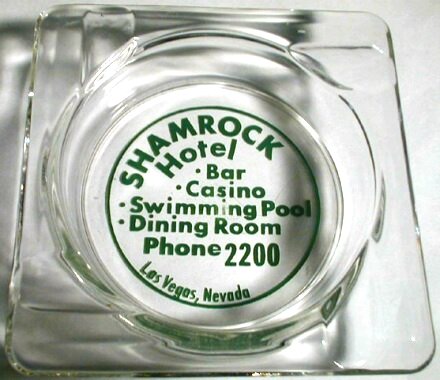 SHAMROCK
Hotel
· Bar
· Casino
· Swimming Pool
· Dining Room
Phone 2200
Las Vegas, Nevada